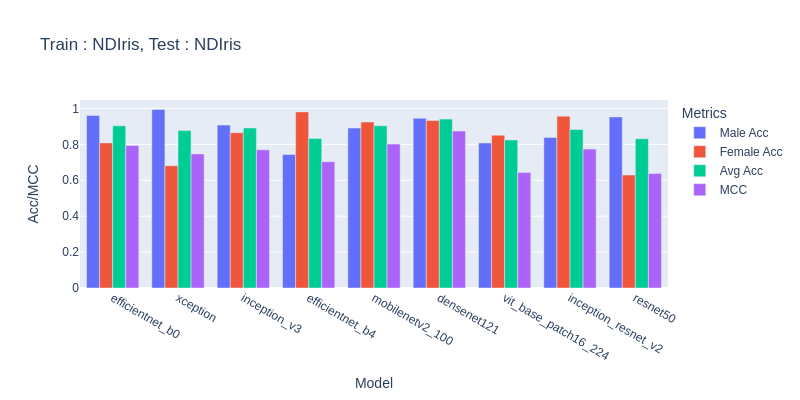 Train : NDIris, Test : NDIris
Metrics
Male Acc
Female Acc
Avg Acc
MCC
Acc/MCC
1
0.8
0.6
0.4
0.2
0
efficientnet_b0
xception
inception_v3
efficientnet_b4
mobilenetv2_100
densenet121
vit_base_patch16_224
inception_resnet_v2
resnet50
Model